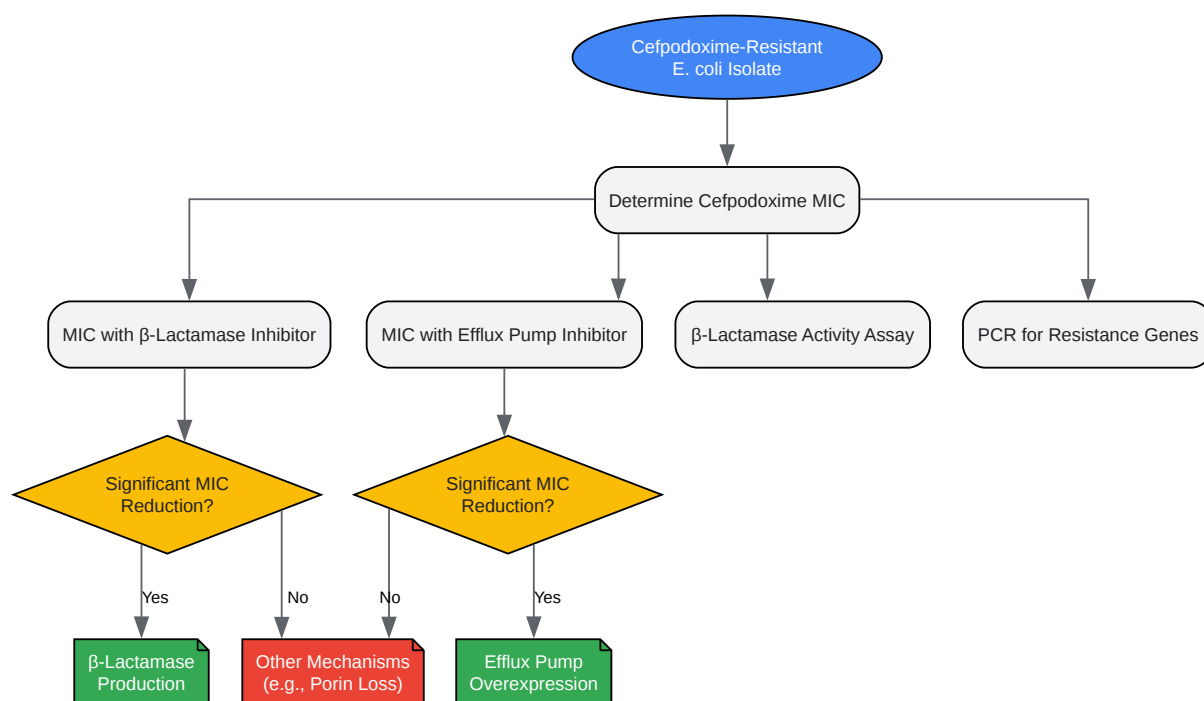 Cefpodoxime-Resistant
E. coli Isolate
Determine Cefpodoxime MIC
MIC with β-Lactamase Inhibitor
MIC with Efflux Pump Inhibitor
β-Lactamase Activity Assay
PCR for Resistance Genes
Significant MIC
Reduction?
Significant MIC
Reduction?
Yes
No
No
Yes
β-Lactamase
Production
Other Mechanisms
(e.g., Porin Loss)
Efflux Pump
Overexpression